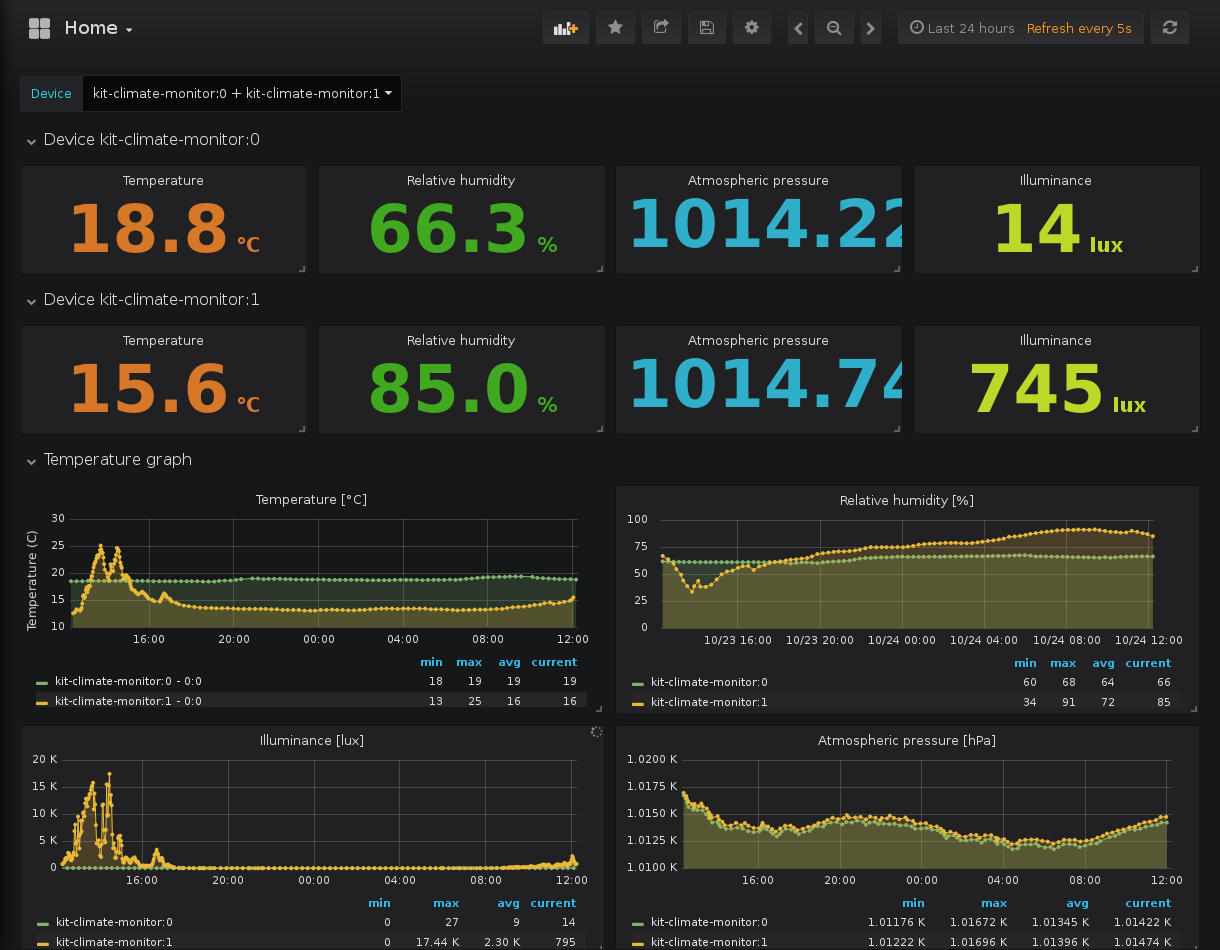 Home
Last 24 hours Refresh every 5s
Device kit-climate-monitor:0 + kit-climate-monitor:1
Device kit-climate-monitor:0
Temperature
18.8 °C
Relative humidity
66.3 %
Atmospheric pressure
1014.22
Illuminance
14 lux
Device kit-climate-monitor:1
Temperature
15.6 °C
Relative humidity
85.0 %
Atmospheric pressure
1014.74
Illuminance
745 lux
Temperature graph
Temperature [°C]
Temperature (C)
30
25
20
15
10
16:00 20:00 00:00 04:00 08:00 12:00
min max avg current
kit-climate-monitor:0 - 0:0 18 19 19 19
kit-climate-monitor:1 - 0:0 13 25 16 16
Relative humidity [%]
100
75
50
25
0
10/23 16:00 10/23 20:00 10/24 00:00 10/24 04:00 10/24 08:00 10/24 12:00
min max avg current
kit-climate-monitor:0 60 68 64 66
kit-climate-monitor:1 34 91 72 85
Illuminance [lux]
20 K
15 K
10 K
5 K
0
16:00 20:00 00:00 04:00 08:00 12:00
min max avg current
kit-climate-monitor:0 0 27 9 14
kit-climate-monitor:1 0 17.44 K 2.30 K 795
Atmospheric pressure [hPa]
1.0200 K
1.0175 K
1.0150 K
1.0125 K
1.0100 K
16:00 20:00 00:00 04:00 08:00 12:00
min max avg current
kit-climate-monitor:0 1.01176 K 1.01672 K 1.01345 K 1.01422 K
kit-climate-monitor:1 1.01222 K 1.01696 K 1.01396 K 1.01474 K